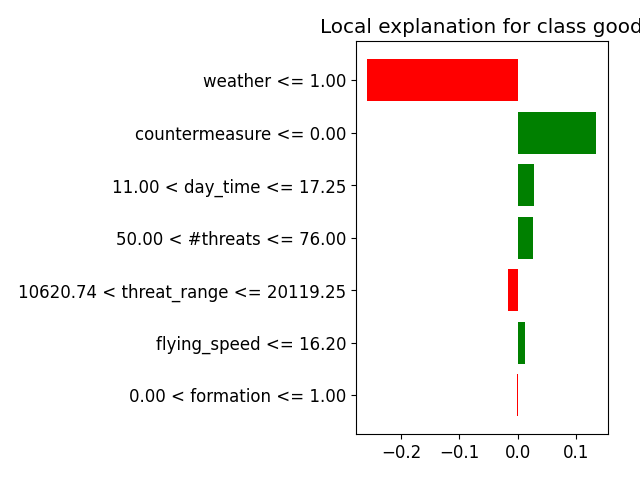 Local explanation for class good
weather <= 1.00
countermeasure <= 0.00
11.00 < day_time <= 17.25
50.00 < #threats <= 76.00
10620.74 < threat_range <= 20119.25
flying_speed <= 16.20
0.00 < formation <= 1.00
−0.2 −0.1 0.0 0.1